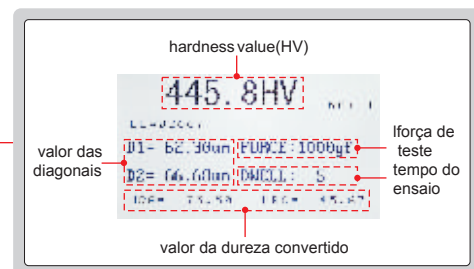 hardness value(HV)
445.8HV
D1= 62.90um FORCE:1000gf
D2= 66.60um DWELL: 5
valor das
diagonais
Iforça de
teste
tempo do
ensaio
valor da dureza convertido